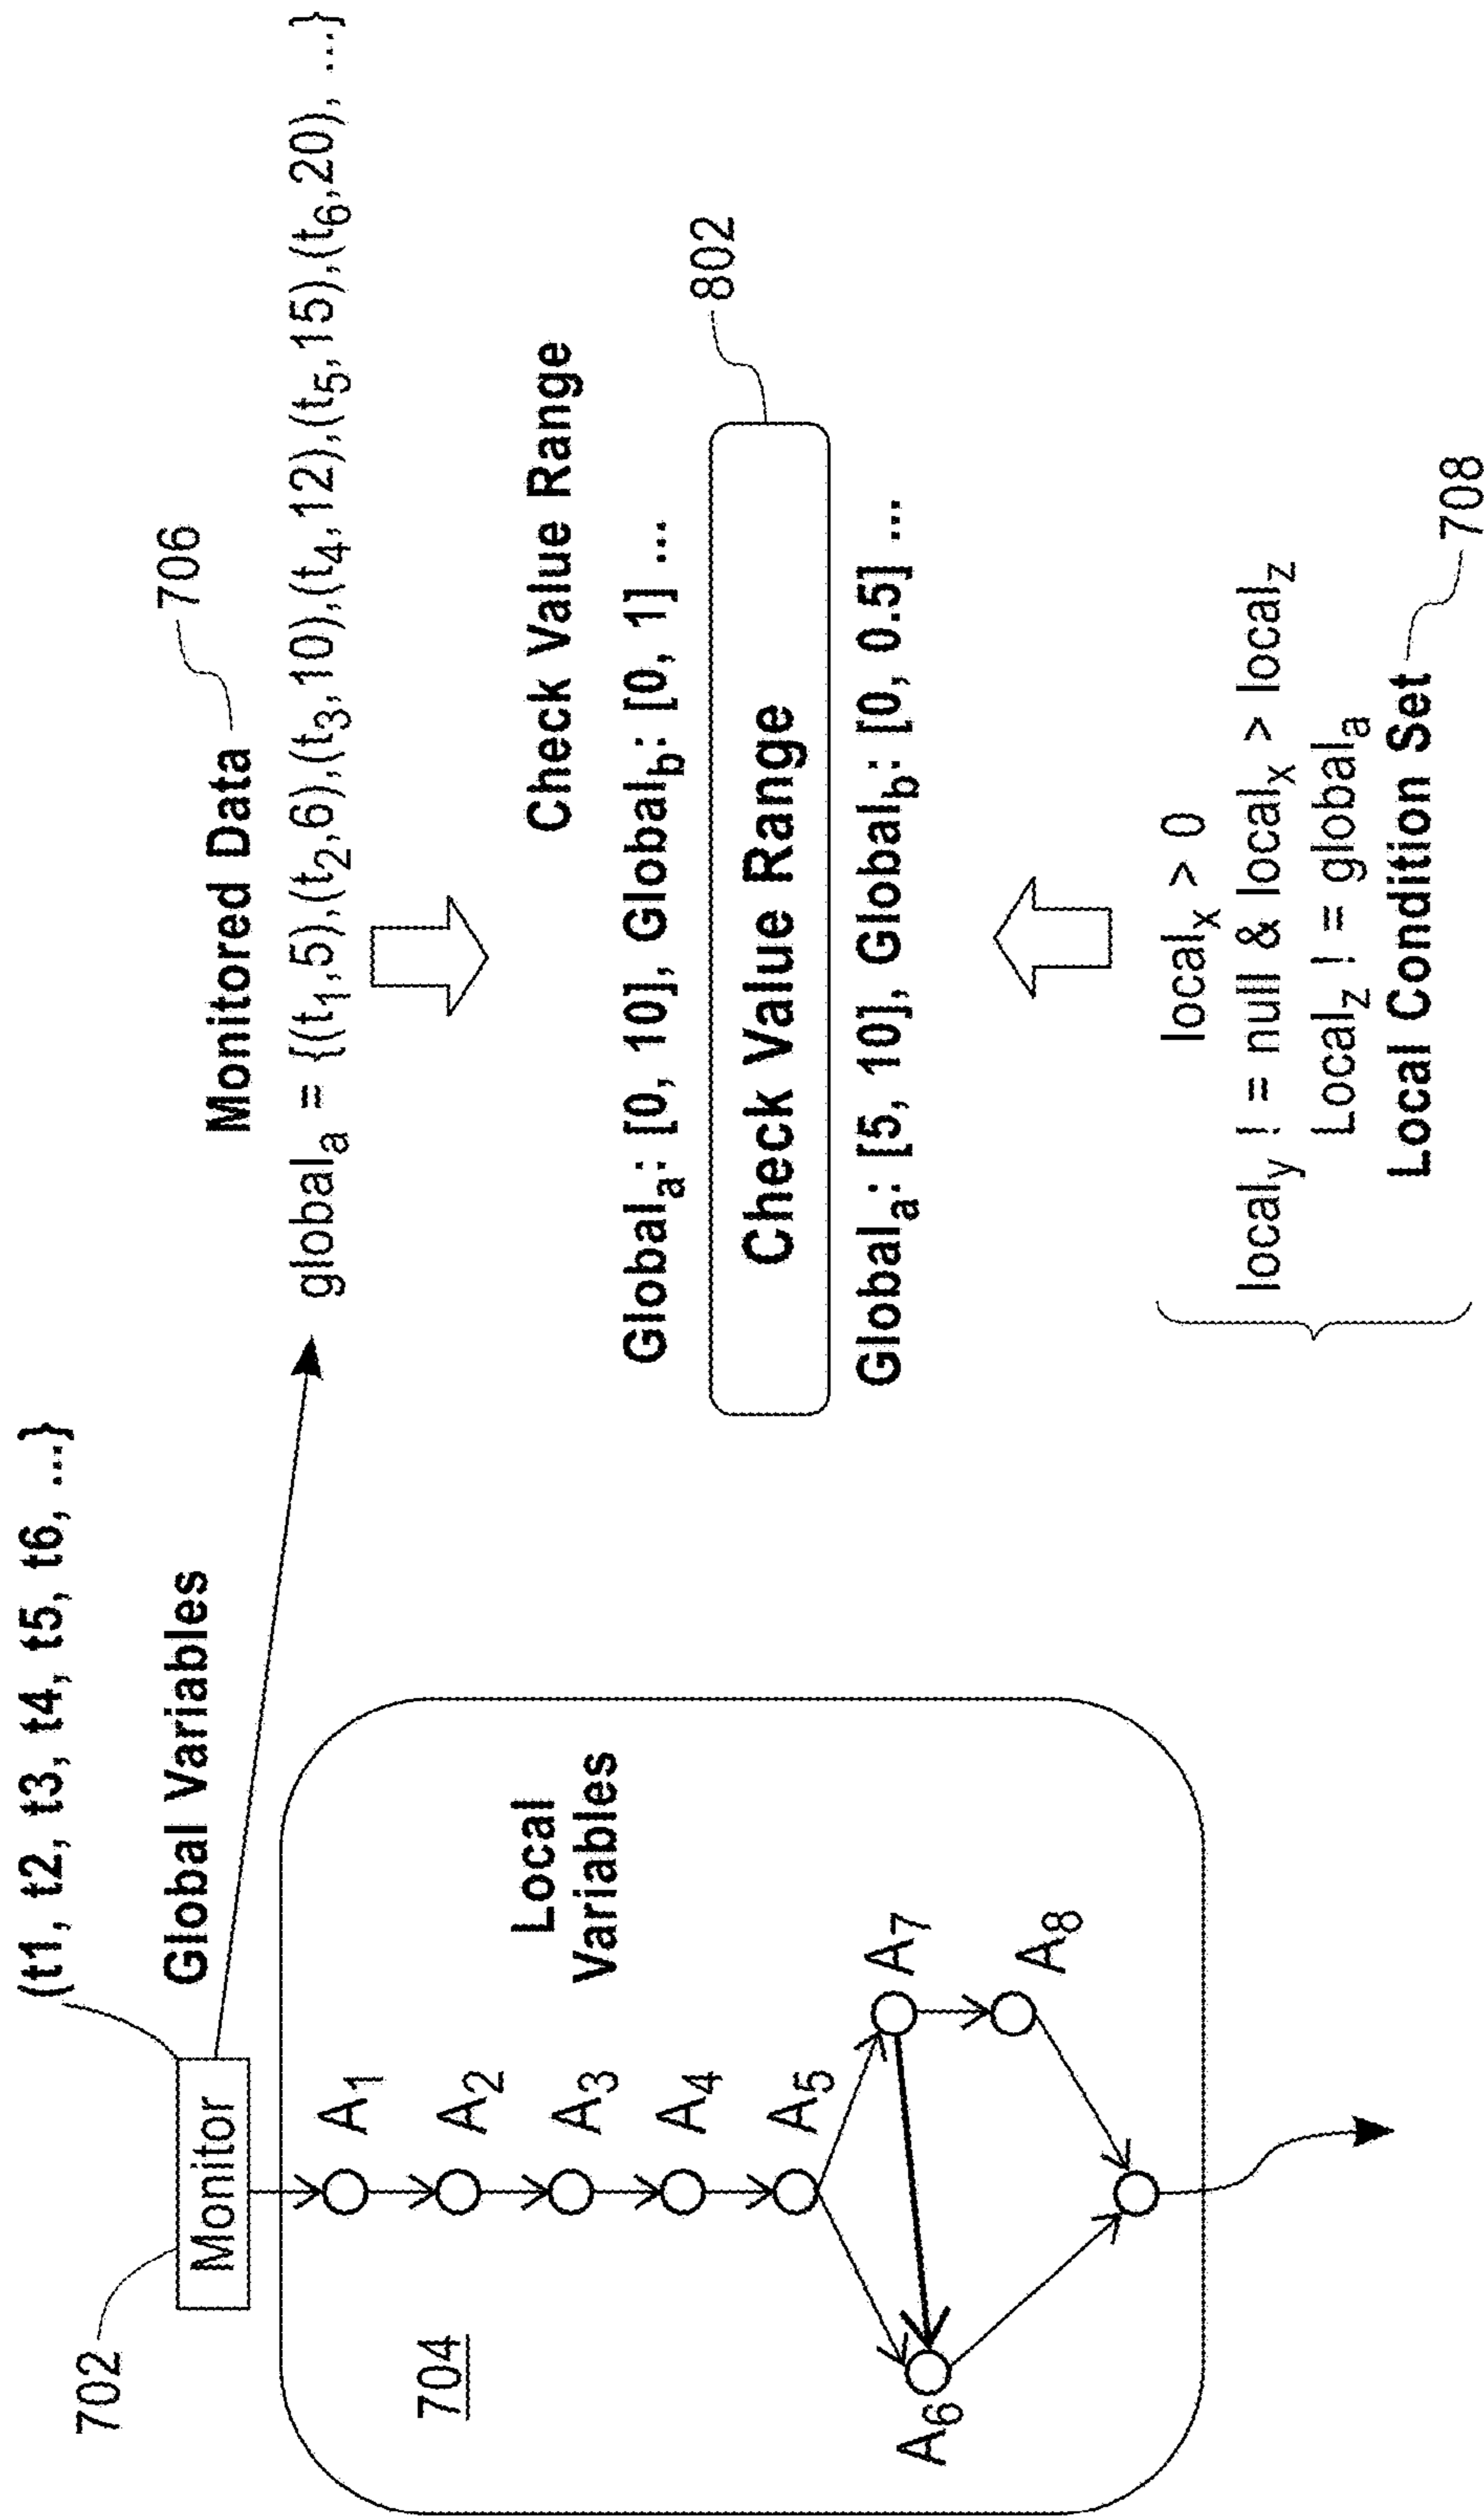 (t1, t2, t3, t4, t5, t6, ...}
702
Monitor
Global Variables
704
Local
Variables
A1
A2
A3
A4
A5
A6
A7
A8
Monitored Data
706
globala = {(t1,5),(t2,6),(t3,10),(t4,12),(t5,15),(t6,20), ...}
Check Value Range
Globala: [0, 10], Globalb: [0, 1] ...
Check Value Range
802
Globala: [5, 10], Globalb: [0, 0.5] ...
localx > 0
localy ! = null & localx > localz
Localz ! = globala
Local Condition Set
708